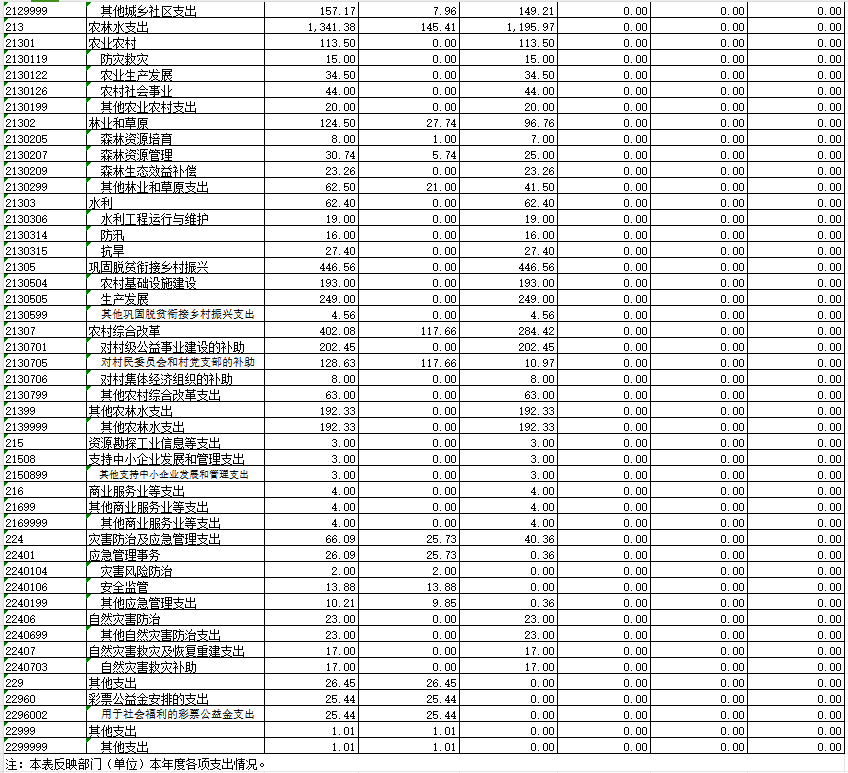 2129999 其他城乡社区支出 157.17 7.96 149.21 0.00 0.00 0.00
213 农林水支出 1,341.38 145.41 1,195.97 0.00 0.00 0.00
21301 农业农村 113.50 0.00 113.50 0.00 0.00 0.00
2130119 防灾救灾 15.00 0.00 15.00 0.00 0.00 0.00
2130122 农业生产发展 34.50 0.00 34.50 0.00 0.00 0.00
2130126 农村社会事业 44.00 0.00 44.00 0.00 0.00 0.00
2130199 其他农业农村支出 20.00 0.00 20.00 0.00 0.00 0.00
21302 林业和草原 124.50 27.74 96.76 0.00 0.00 0.00
2130205 森林资源培育 8.00 1.00 7.00 0.00 0.00 0.00
2130207 森林资源管理 30.74 5.74 25.00 0.00 0.00 0.00
2130209 森林生态效益补偿 23.26 0.00 23.26 0.00 0.00 0.00
2130299 其他林业和草原支出 62.50 21.00 41.50 0.00 0.00 0.00
21303 水利 62.40 0.00 62.40 0.00 0.00 0.00
2130306 水利工程运行与维护 19.00 0.00 19.00 0.00 0.00 0.00
2130314 防汛 16.00 0.00 16.00 0.00 0.00 0.00
2130315 抗旱 27.40 0.00 27.40 0.00 0.00 0.00
21305 巩固脱贫衔接乡村振兴 446.56 0.00 446.56 0.00 0.00 0.00
2130504 农村基础设施建设 193.00 0.00 193.00 0.00 0.00 0.00
2130505 生产发展 249.00 0.00 249.00 0.00 0.00 0.00
2130599 其他巩固脱贫衔接乡村振兴支出 4.56 0.00 4.56 0.00 0.00 0.00
21307 农村综合改革 402.08 117.66 284.42 0.00 0.00 0.00
2130701 对村级公益事业建设的补助 202.45 0.00 202.45 0.00 0.00 0.00
2130705 对村民委员会和村党支部的补助 128.63 117.66 10.97 0.00 0.00 0.00
2130706 对村集体经济组织的补助 8.00 0.00 8.00 0.00 0.00 0.00
2130799 其他农村综合改革支出 63.00 0.00 63.00 0.00 0.00 0.00
21399 其他农林水支出 192.33 0.00 192.33 0.00 0.00 0.00
2139999 其他农林水支出 192.33 0.00 192.33 0.00 0.00 0.00
215 资源勘探工业信息等支出 3.00 0.00 3.00 0.00 0.00 0.00
21508 支持中小企业发展和管理支出 3.00 0.00 3.00 0.00 0.00 0.00
2150899 其他支持中小企业发展和管理支出 3.00 0.00 3.00 0.00 0.00 0.00
216 商业服务业等支出 4.00 0.00 4.00 0.00 0.00 0.00
21699 其他商业服务业等支出 4.00 0.00 4.00 0.00 0.00 0.00
2169999 其他商业服务业等支出 4.00 0.00 4.00 0.00 0.00 0.00
224 灾害防治及应急管理支出 66.09 25.73 40.36 0.00 0.00 0.00
22401 应急管理事务 26.09 25.73 0.36 0.00 0.00 0.00
2240104 灾害风险防治 2.00 2.00 0.00 0.00 0.00 0.00
2240106 安全监管 13.88 13.88 0.00 0.00 0.00 0.00
2240199 其他应急管理支出 10.21 9.85 0.36 0.00 0.00 0.00
22406 自然灾害防治 23.00 0.00 23.00 0.00 0.00 0.00
2240699 其他自然灾害防治支出 23.00 0.00 23.00 0.00 0.00 0.00
22407 自然灾害救灾及恢复重建支出 17.00 0.00 17.00 0.00 0.00 0.00
2240703 自然灾害救灾补助 17.00 0.00 17.00 0.00 0.00 0.00
229 其他支出 26.45 26.45 0.00 0.00 0.00 0.00
22960 彩票公益金安排的支出 25.44 25.44 0.00 0.00 0.00 0.00
2296002 用于社会福利的彩票公益金支出 25.44 25.44 0.00 0.00 0.00 0.00
22999 其他支出 1.01 1.01 0.00 0.00 0.00 0.00
2299999 其他支出 1.01 1.01 0.00 0.00 0.00 0.00
注：本表反映部门（单位）本年度各项支出情况。